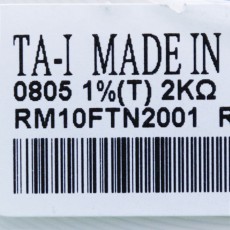 TA-I MADE IN
0805 1%(T) 2KΩ
RM10FTN2001 R